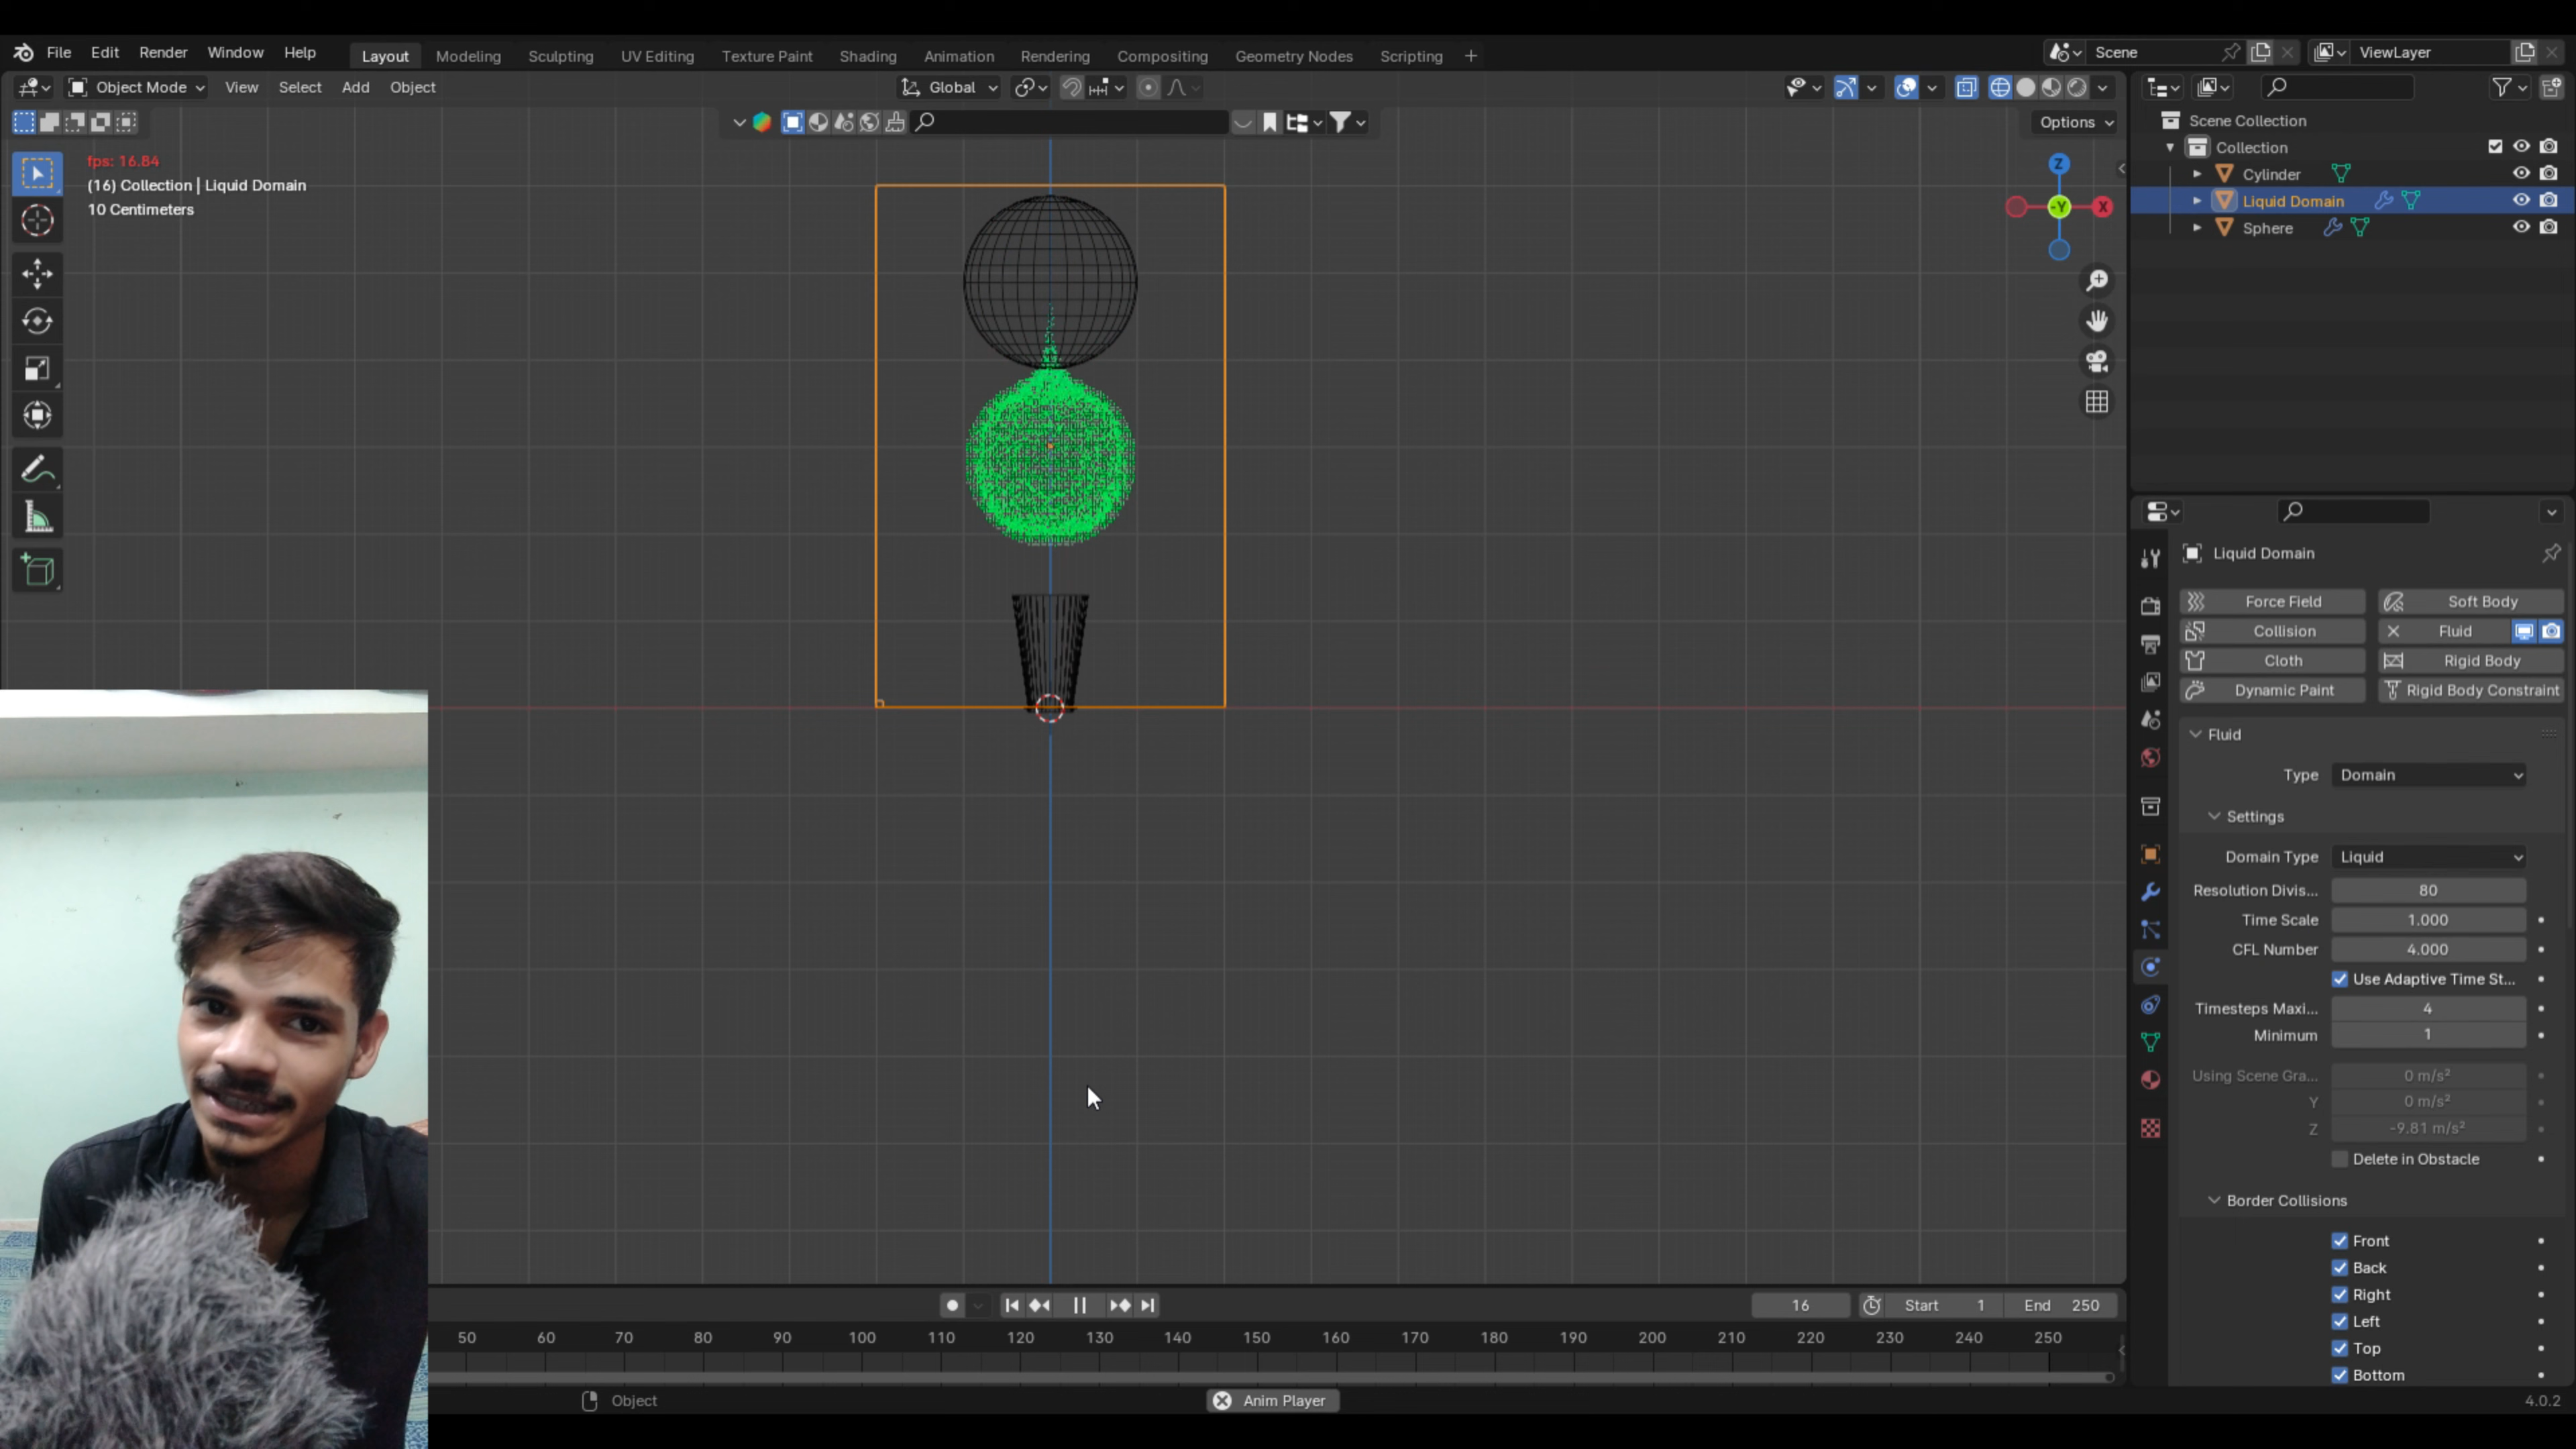 File Edit Render Window Help Layout Modeling Sculpting UV Editing Texture Paint Shading Animation Rendering Compositing Geometry Nodes Scripting +
Scene
ViewLayer
Object Mode View Select Add Object
Global
Options
fps: 16.84
(16) Collection | Liquid Domain
10 Centimeters
Z
-Y
X
Scene Collection
Collection
Cylinder
Liquid Domain
Sphere
Liquid Domain
Force Field
Soft Body
Collision
Fluid
Cloth
Rigid Body
Dynamic Paint
Rigid Body Constraint
Fluid
Type Domain
Settings
Domain Type Liquid
Resolution Divis... 80
Time Scale 1.000
CFL Number 4.000
Use Adaptive Time St...
Timesteps Maxi... 4
Minimum 1
Using Scene Gra... 0 m/s²
Y 0 m/s²
Z -9.81 m/s²
Delete in Obstacle
Border Collisions
Front
Back
Right
Left
Top
Bottom
16
Start 1
End 250
50 60 70 80 90 100 110 120 130 140 150 160 170 180 190 200 210 220 230 240 250
Object
Anim Player
4.0.2